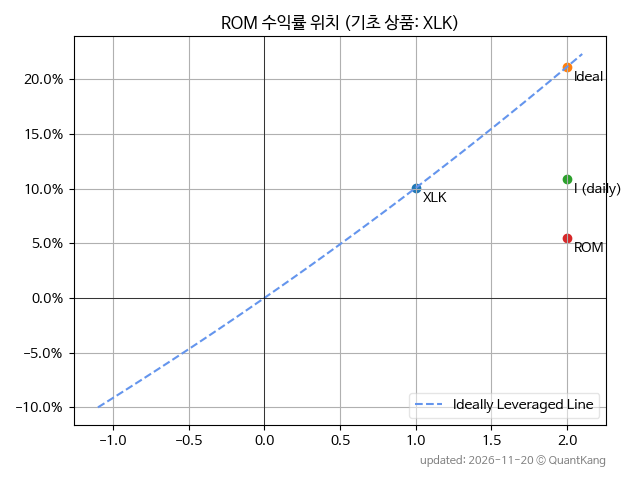 ROM 수익률 위치 (기초 상품: XLK)
20.0%
15.0%
10.0%
5.0%
0.0%
−5.0%
−10.0%
Ideal
I (daily)
XLK
ROM
Ideally Leveraged Line
−1.0
−0.5
0.0
0.5
1.0
1.5
2.0
updated: 2026-11-20 ⓒ QuantKang